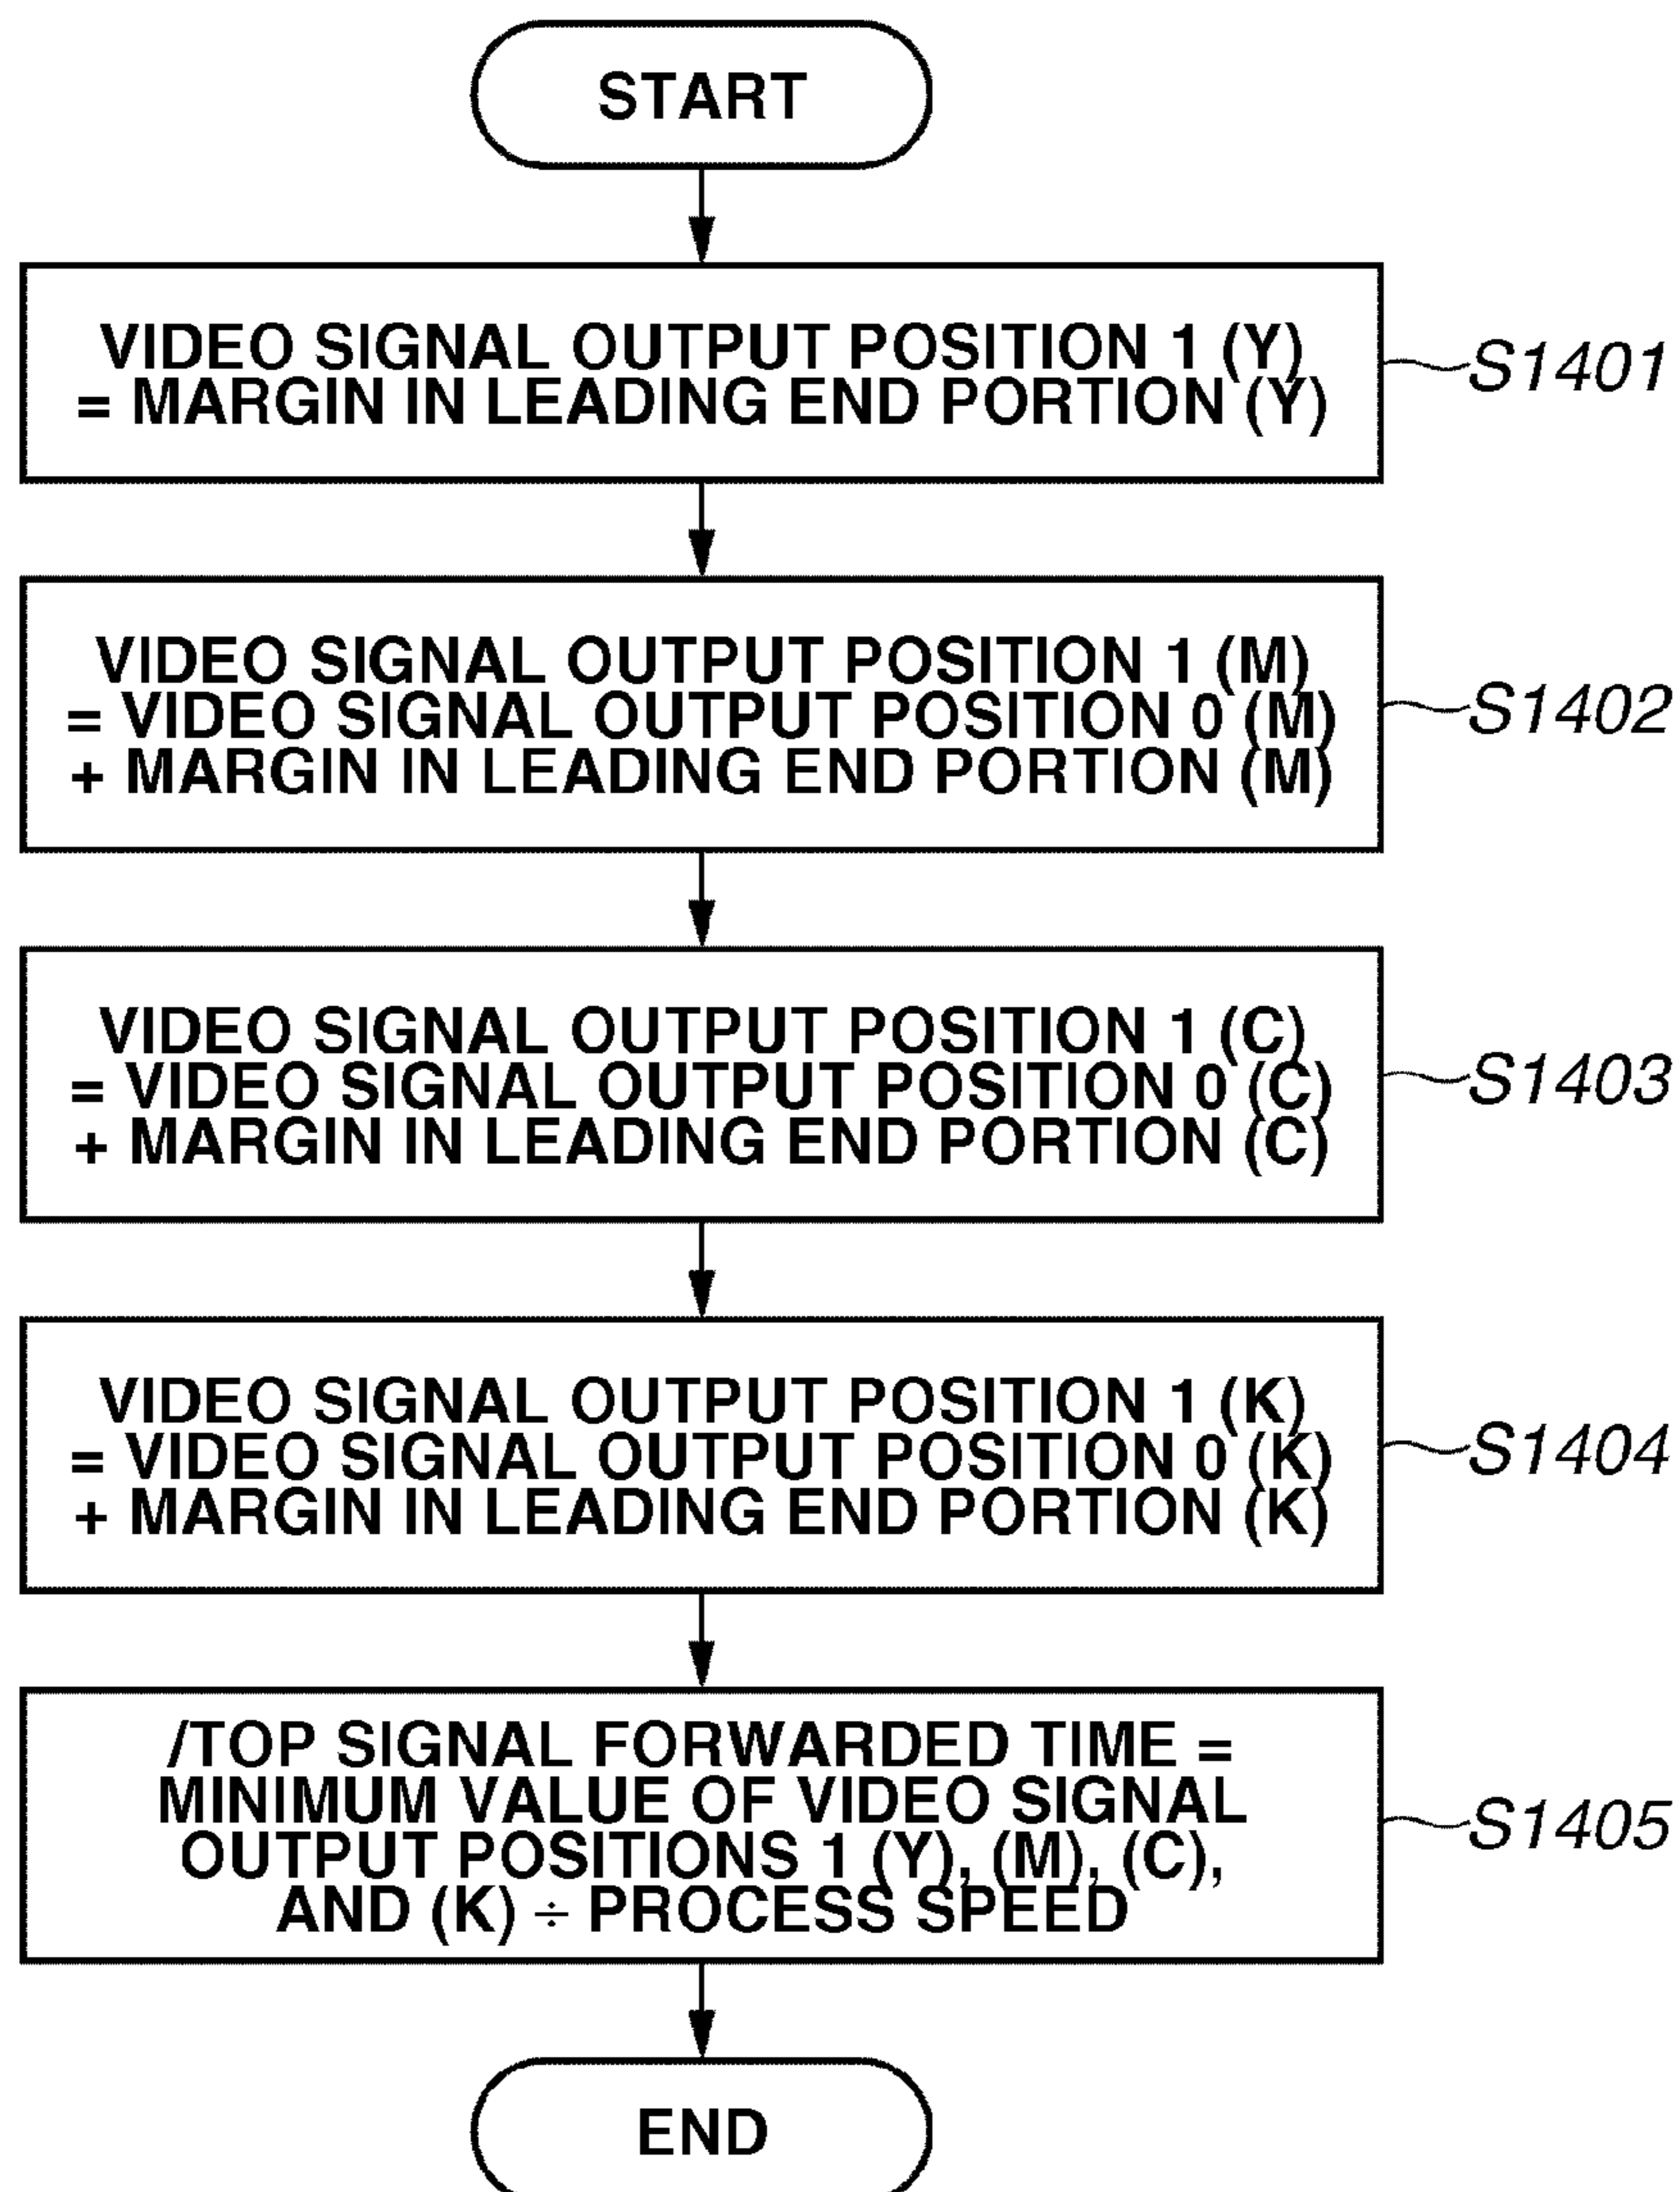 START
VIDEO SIGNAL OUTPUT POSITION 1 (Y)
= MARGIN IN LEADING END PORTION (Y)
S1401
VIDEO SIGNAL OUTPUT POSITION 1 (M)
= VIDEO SIGNAL OUTPUT POSITION 0 (M)
+ MARGIN IN LEADING END PORTION (M)
S1402
VIDEO SIGNAL OUTPUT POSITION 1 (C)
= VIDEO SIGNAL OUTPUT POSITION 0 (C)
+ MARGIN IN LEADING END PORTION (C)
S1403
VIDEO SIGNAL OUTPUT POSITION 1 (K)
= VIDEO SIGNAL OUTPUT POSITION 0 (K)
+ MARGIN IN LEADING END PORTION (K)
S1404
/TOP SIGNAL FORWARDED TIME =
MINIMUM VALUE OF VIDEO SIGNAL
OUTPUT POSITIONS 1 (Y), (M), (C),
AND (K) ÷ PROCESS SPEED
S1405
END